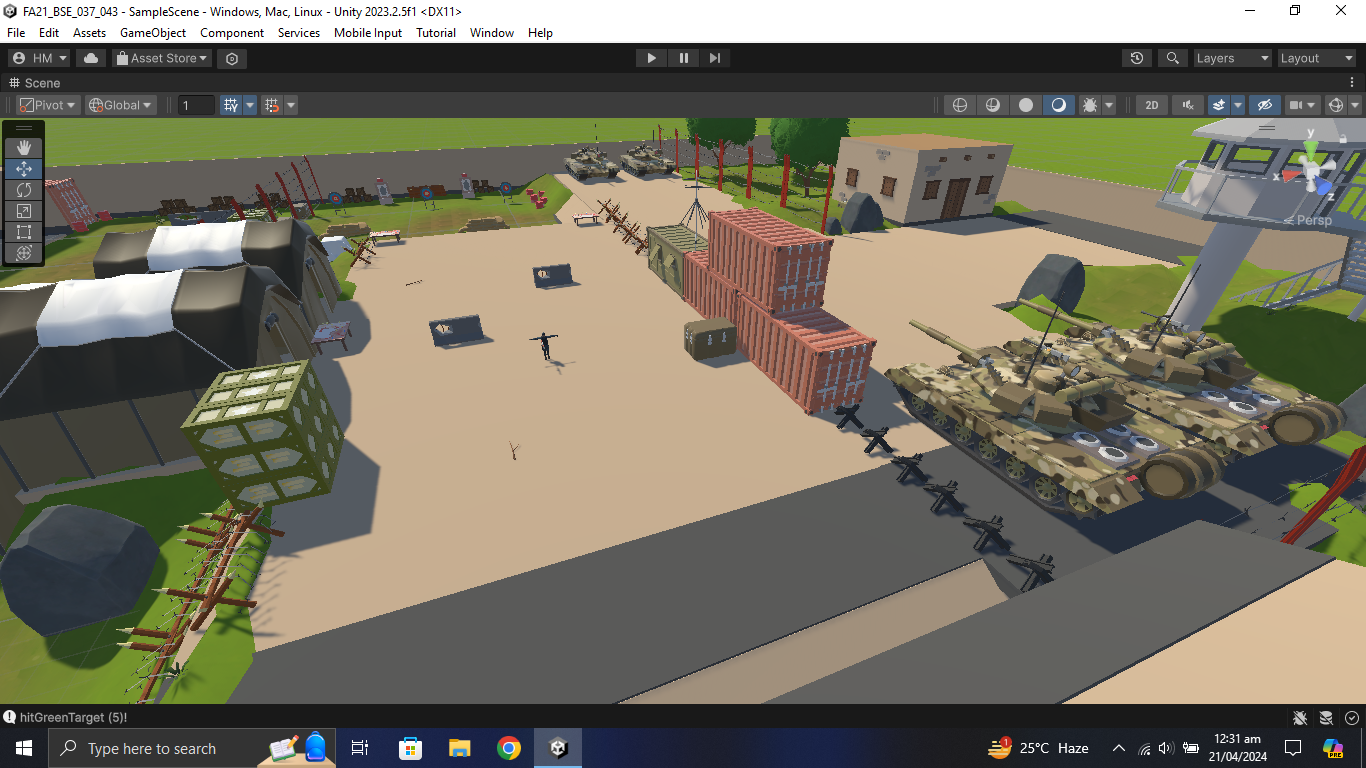 FA21_BSE_037_043 - SampleScene - Windows, Mac, Linux - Unity 2023.2.5f1 <DX11>
File Edit Assets GameObject Component Services Mobile Input Tutorial Window Help
HM Asset Store Layers Layout
Scene
Pivot Global 1 2D
y
x
z
Persp
hitGreenTarget (5)!
Type here to search 1 25°C Haze 12:31 am
21/04/2024
PRE